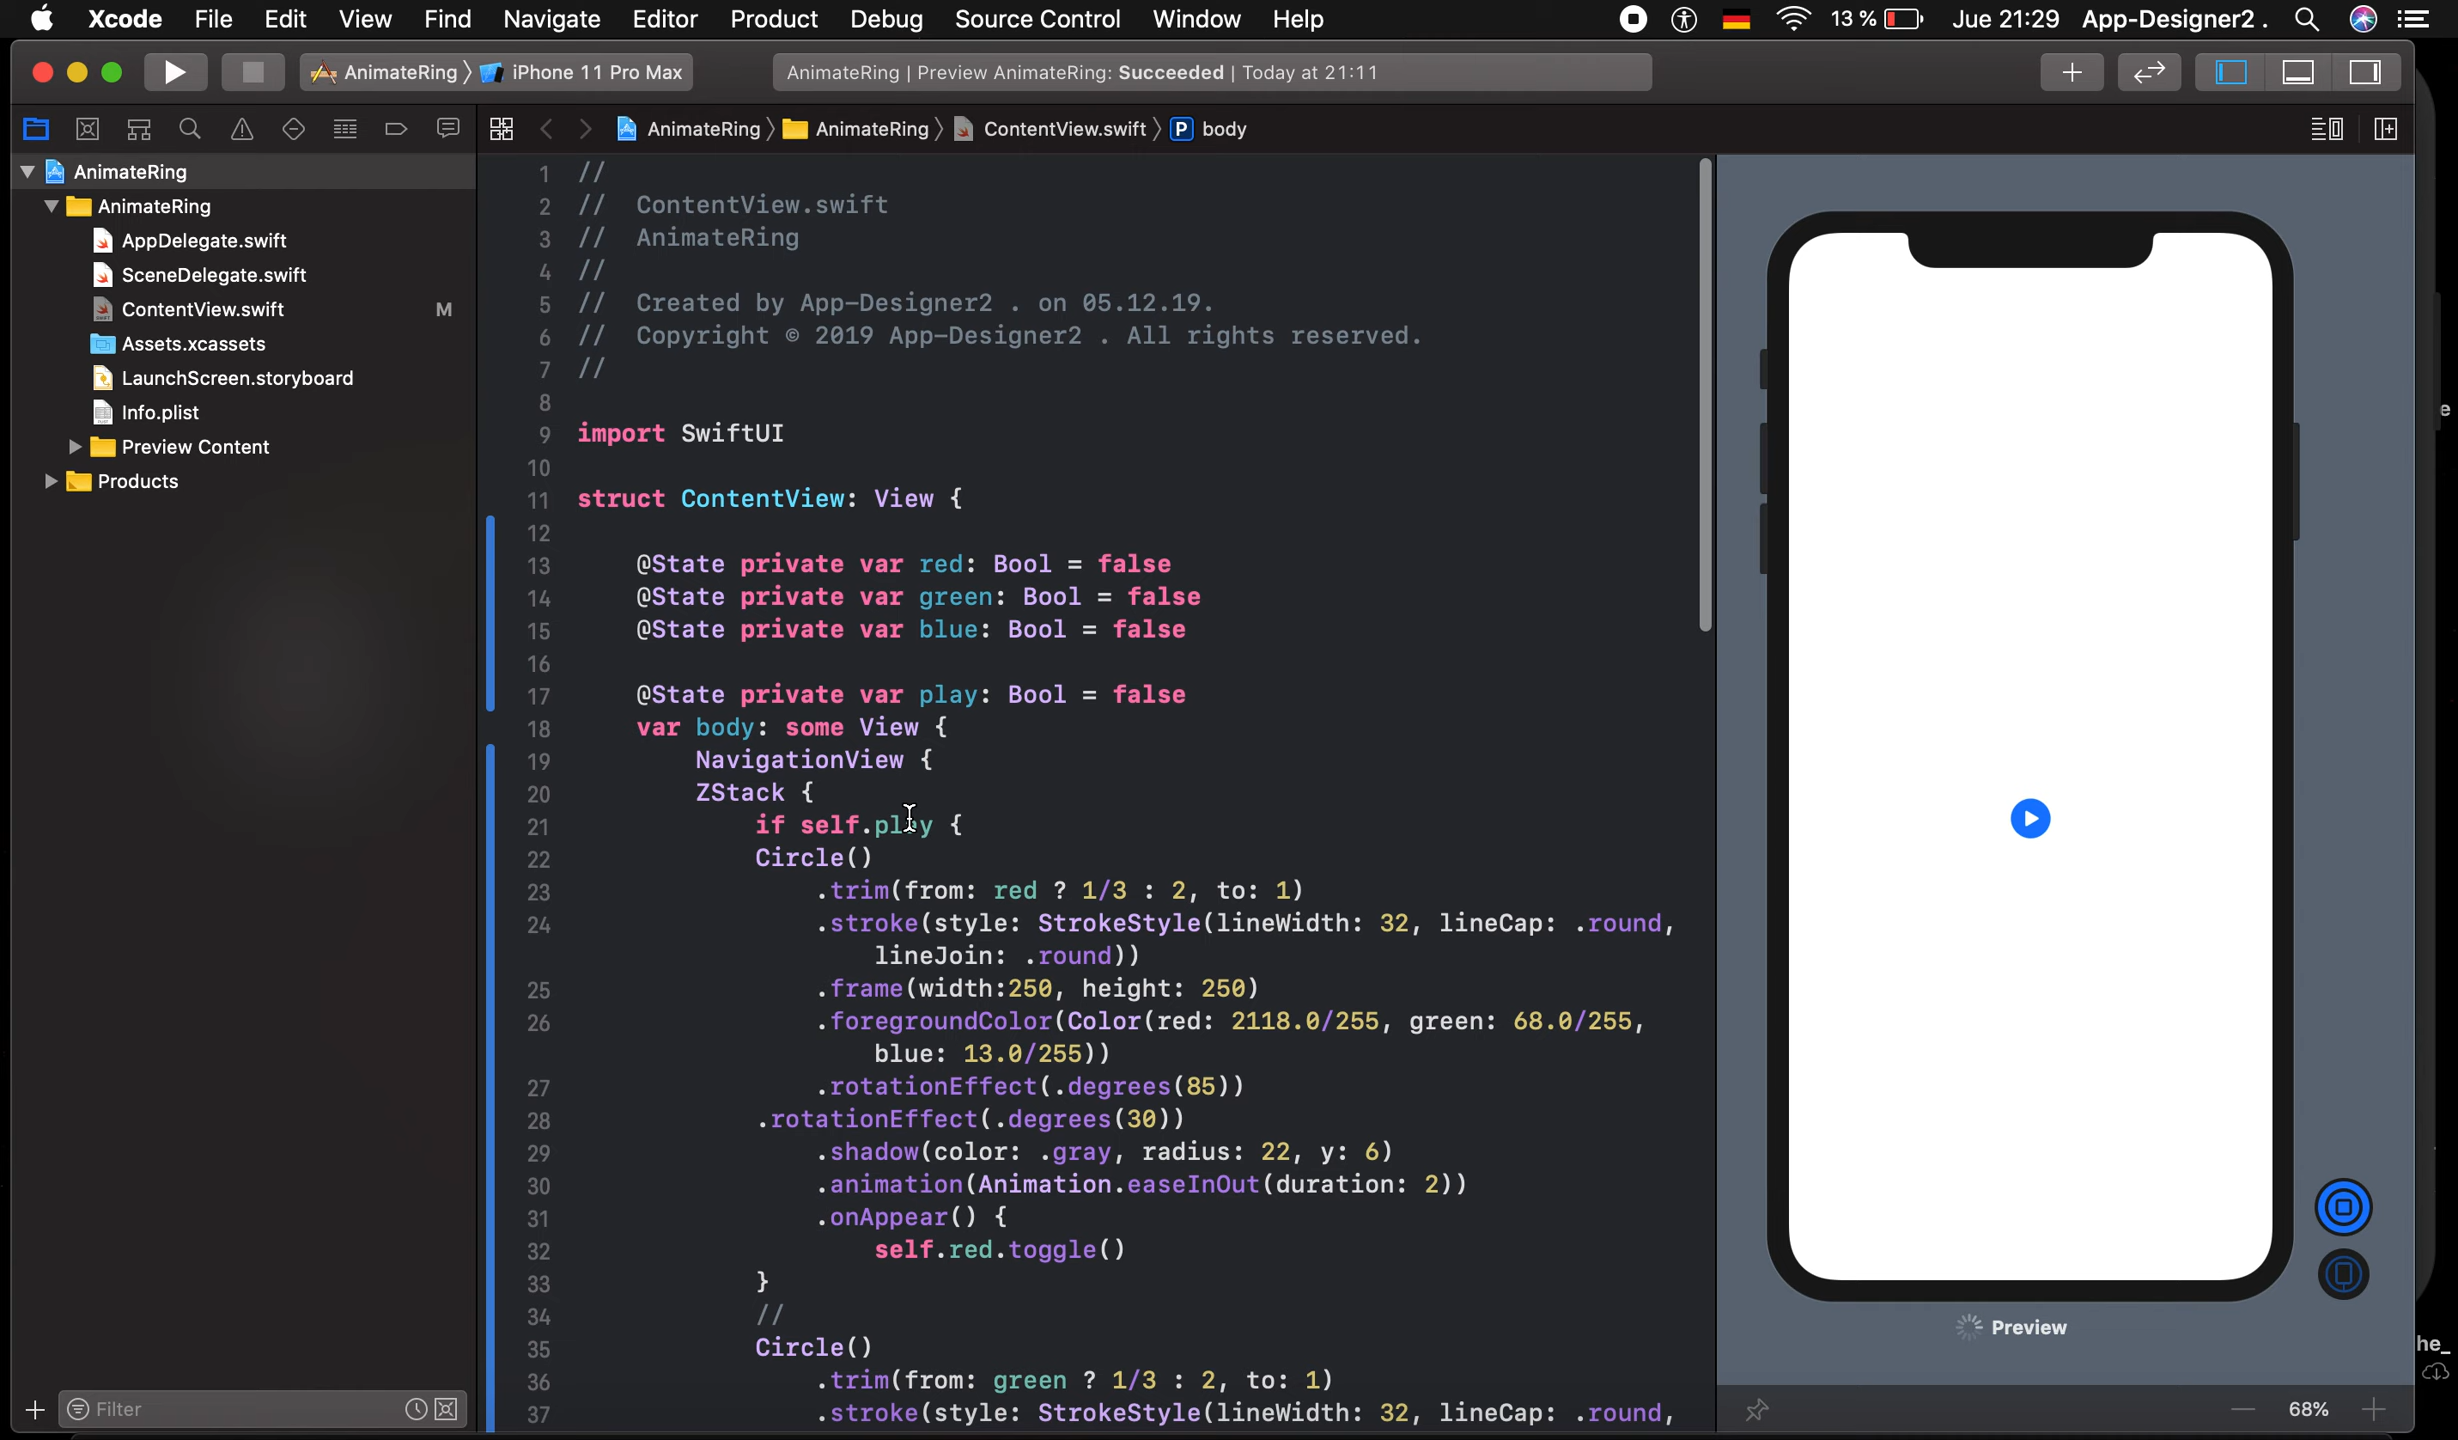 Xcode File Edit View Find Navigate Editor Product Debug Source Control Window Help 13 % Jue 21:29 App-Designer2 .
AnimateRing 〉 iPhone 11 Pro Max
AnimateRing | Preview AnimateRing: Succeeded | Today at 21:11
AnimateRing 〉 AnimateRing 〉 ContentView.swift 〉 P body
AnimateRing
AnimateRing
AppDelegate.swift
SceneDelegate.swift
ContentView.swift M
Assets.xcassets
LaunchScreen.storyboard
Info.plist
Preview Content
Products
Filter
1 //
2 //  ContentView.swift
3 //  AnimateRing
4 //
5 //  Created by App-Designer2 . on 05.12.19.
6 //  Copyright © 2019 App-Designer2 . All rights reserved.
7 //
8
9 import SwiftUI
10
11 struct ContentView: View {
12
13     @State private var red: Bool = false
14     @State private var green: Bool = false
15     @State private var blue: Bool = false
16
17     @State private var play: Bool = false
18     var body: some View {
19         NavigationView {
20         ZStack {
21             if self.play {
22             Circle()
23                 .trim(from: red ? 1/3 : 2, to: 1)
24                 .stroke(style: StrokeStyle(lineWidth: 32, lineCap: .round,
                    lineJoin: .round))
25                 .frame(width:250, height: 250)
26                 .foregroundColor(Color(red: 2118.0/255, green: 68.0/255,
                    blue: 13.0/255))
27                 .rotationEffect(.degrees(85))
28             .rotationEffect(.degrees(30))
29                 .shadow(color: .gray, radius: 22, y: 6)
30                 .animation(Animation.easeInOut(duration: 2))
31                 .onAppear() {
32                     self.red.toggle()
33             }
34             //
35             Circle()
36                 .trim(from: green ? 1/3 : 2, to: 1)
37                 .stroke(style: StrokeStyle(lineWidth: 32, lineCap: .round,
Preview
68%
e
he_